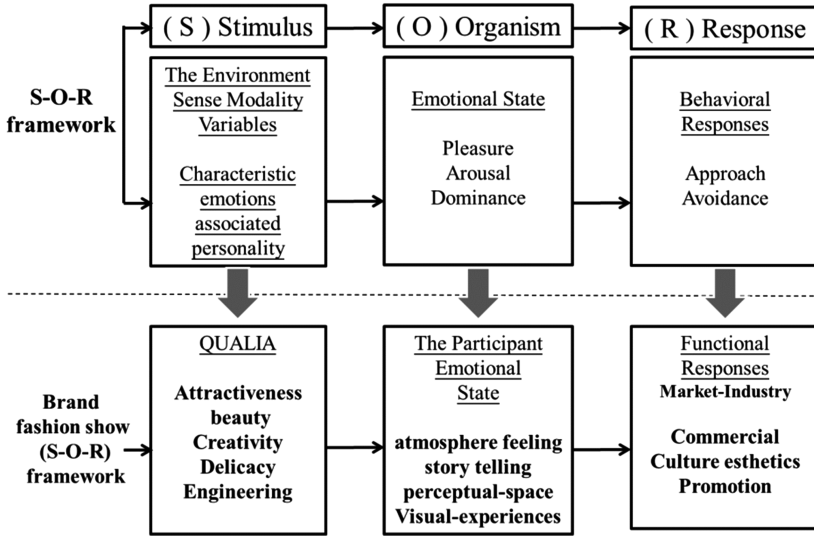 ( S ) Stimulus
( O ) Organism
( R ) Response
S-O-R
framework
The Environment
Sense Modality
Variables
Characteristic
emotions
associated
personality
Emotional State
Pleasure
Arousal
Dominance
Behavioral
Responses
Approach
Avoidance
Brand
fashion show
(S-O-R)
framework
QUALIA
Attractiveness
beauty
Creativity
Delicacy
Engineering
The Participant
Emotional
State
atmosphere feeling
story telling
perceptual-space
Visual-experiences
Functional
Responses
Market-Industry
Commercial
Culture esthetics
Promotion